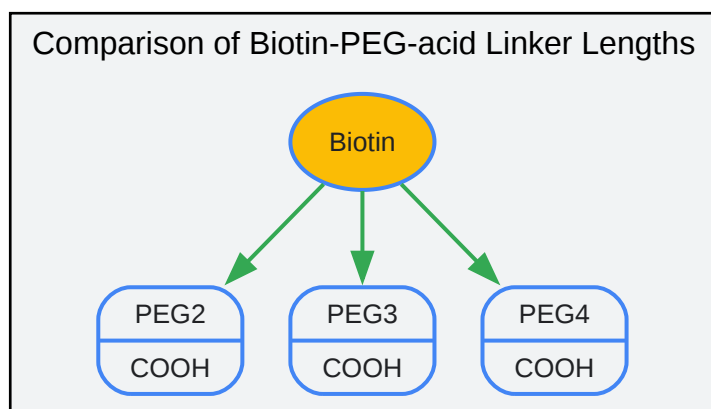 Comparison of Biotin-PEG-acid Linker Lengths
Biotin
PEG2 PEG3 PEG4
COOH COOH COOH